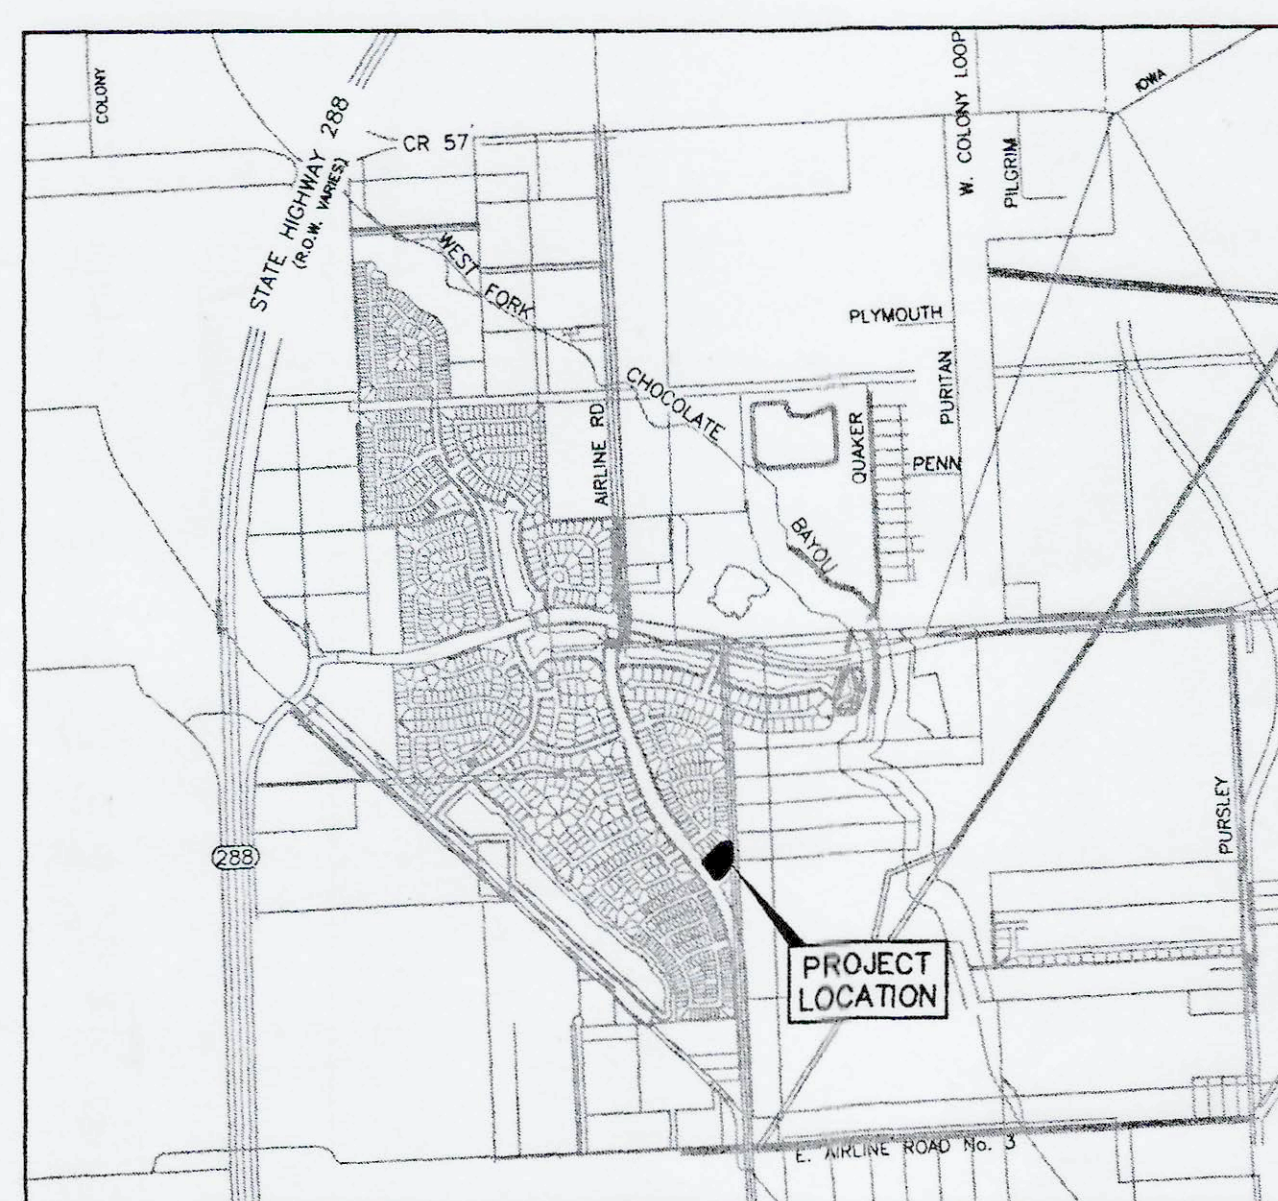 COLONY
STATE HIGHWAY 288
(R.O.W. VARIES)
CR 57
W. COLONY LOOP
IOWA
PILGRIM
WEST
FORK
PLYMOUTH
CHOCOLATE
PURITAN
AIRLINE RD
QUAKER
PENN
BAYOU
PURSLEY
288
PROJECT
LOCATION
E. AIRLINE ROAD No. 3